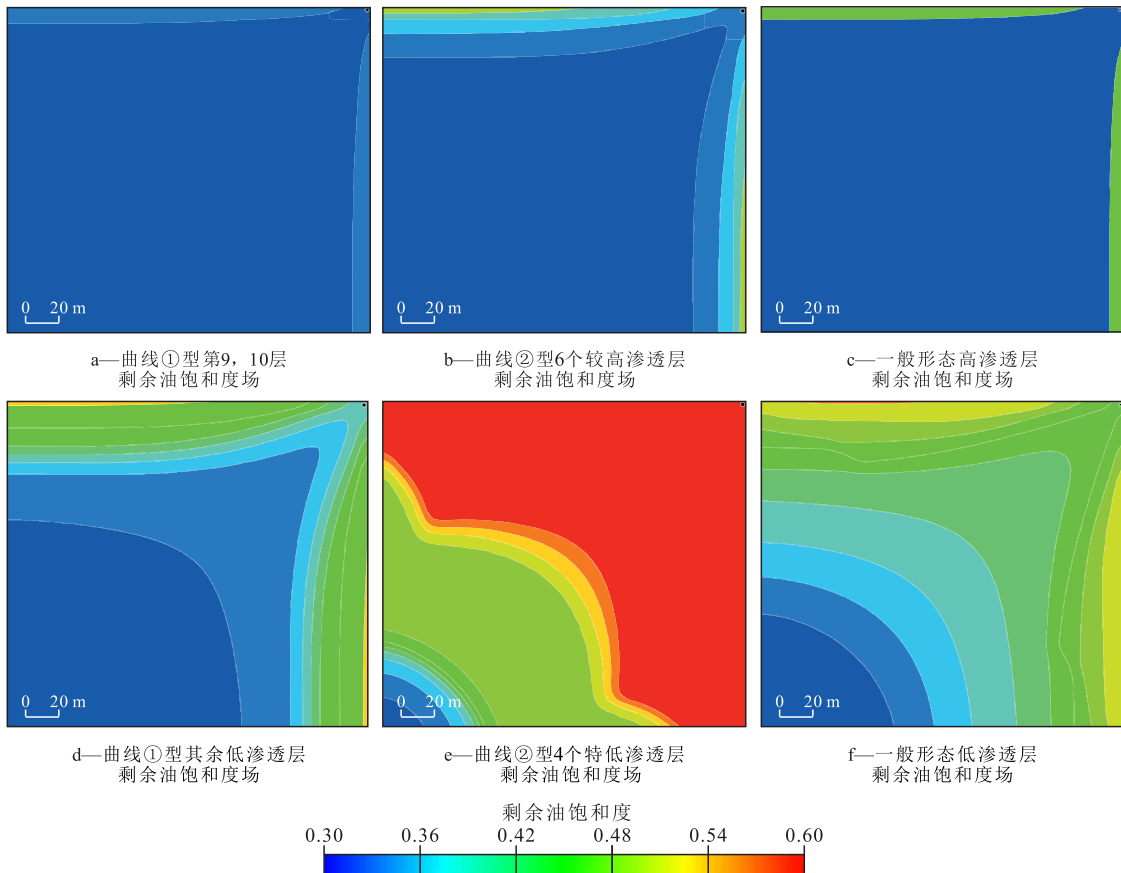 0 20 m
0 20 m
0 20 m
a—曲线①型第9，10层
剩余油饱和度场
b—曲线②型6个较高渗透层
剩余油饱和度场
c—一般形态高渗透层
剩余油饱和度场
0 20 m
0 20 m
0 20 m
d—曲线①型其余低渗透层
剩余油饱和度场
e—曲线②型4个特低渗透层
剩余油饱和度场
f—一般形态低渗透层
剩余油饱和度场
剩余油饱和度
0.30 0.36 0.42 0.48 0.54 0.60